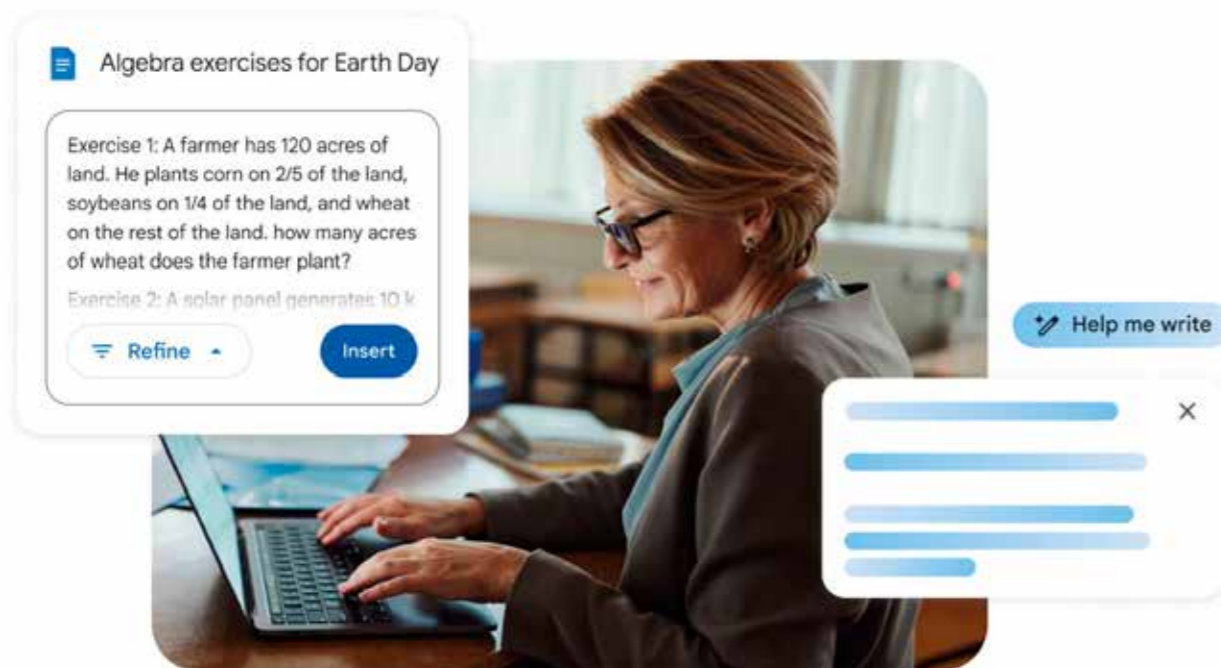 Algebra exercises for Earth Day
Exercise 1: A farmer has 120 acres of
land. He plants corn on 2/5 of the land,
soybeans on 1/4 of the land, and wheat
on the rest of the land. how many acres
of wheat does the farmer plant?
Exercise 2: A solar panel generates 10 k
Refine
Insert
Help me write